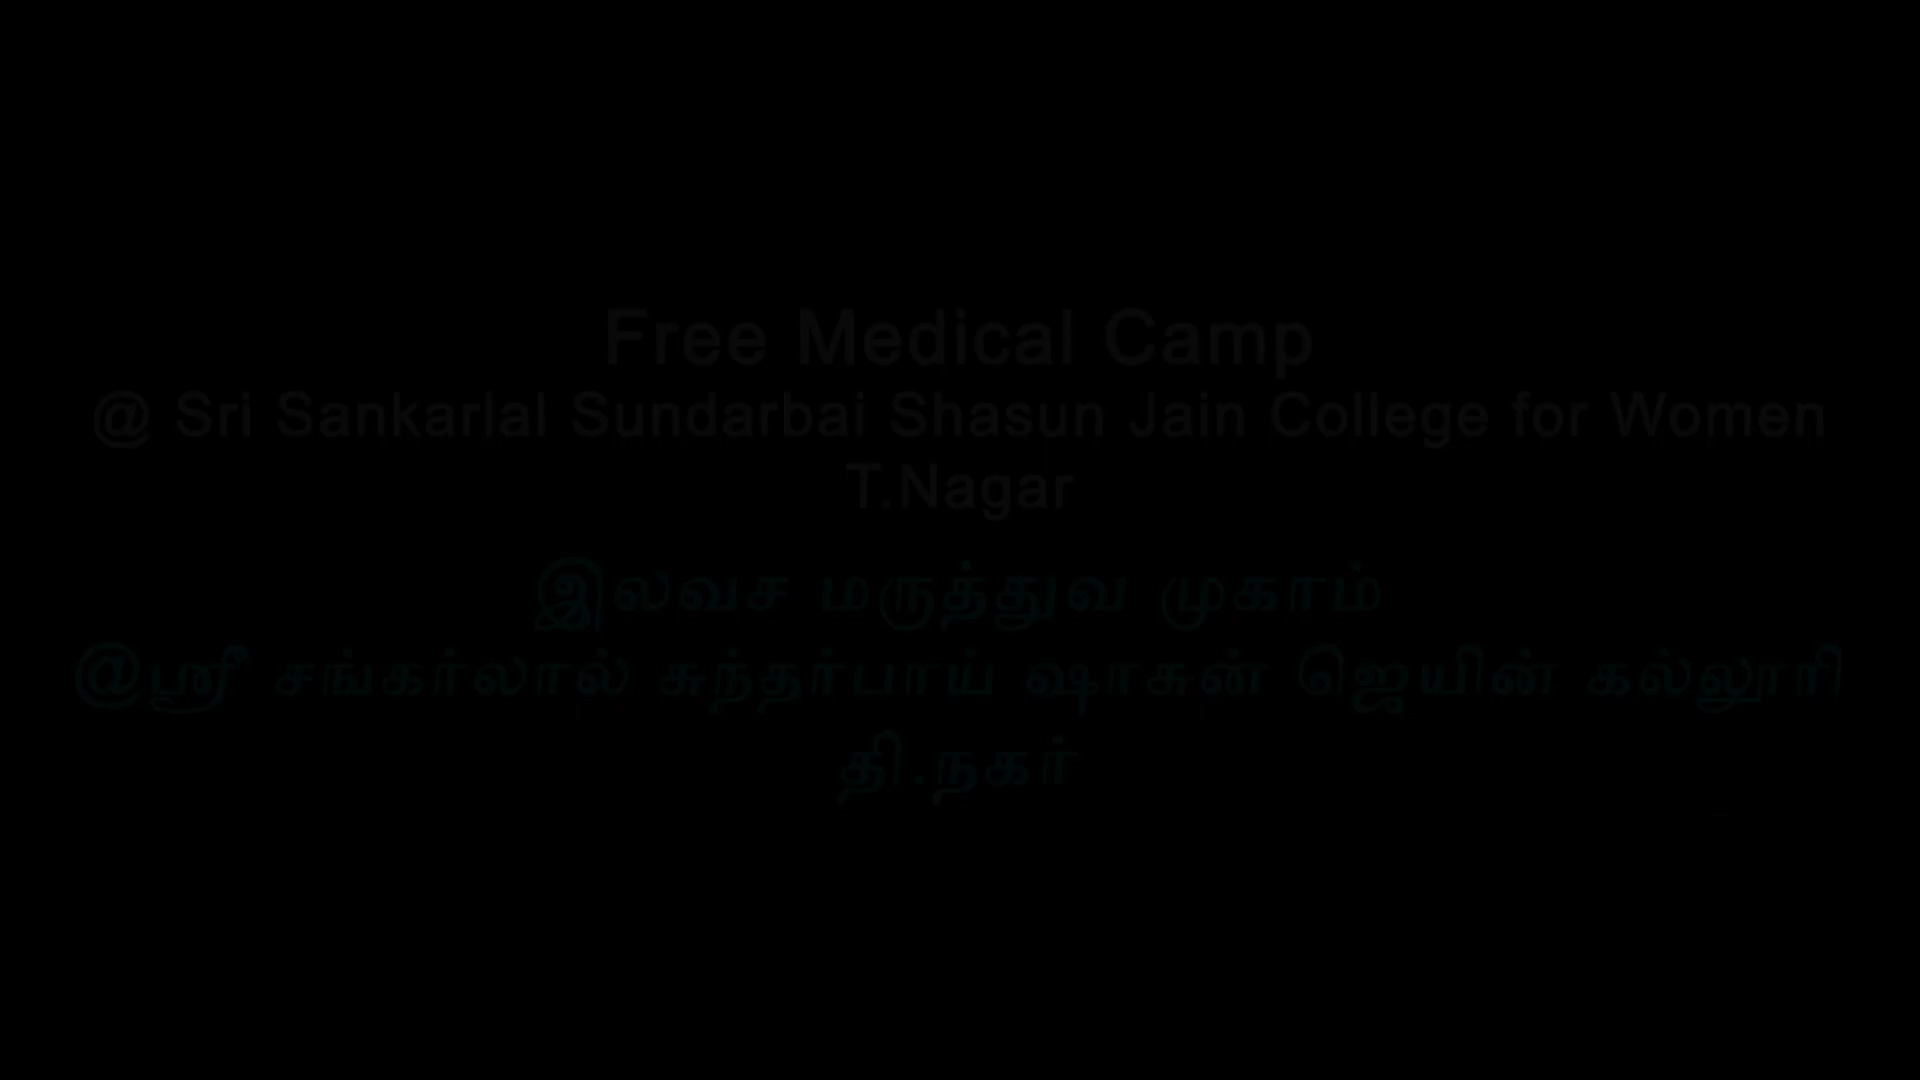 Free Medical Camp
@ Sri Sankarlal Sundarbai Shasun Jain College for Women
T.Nagar
இலவச மருத்துவ முகாம்
@ஸ்ரீ சங்கர்லால் சுந்தர்பாய் ஷாசுன் ஜெயின் கல்லூரி
தி.நகர்